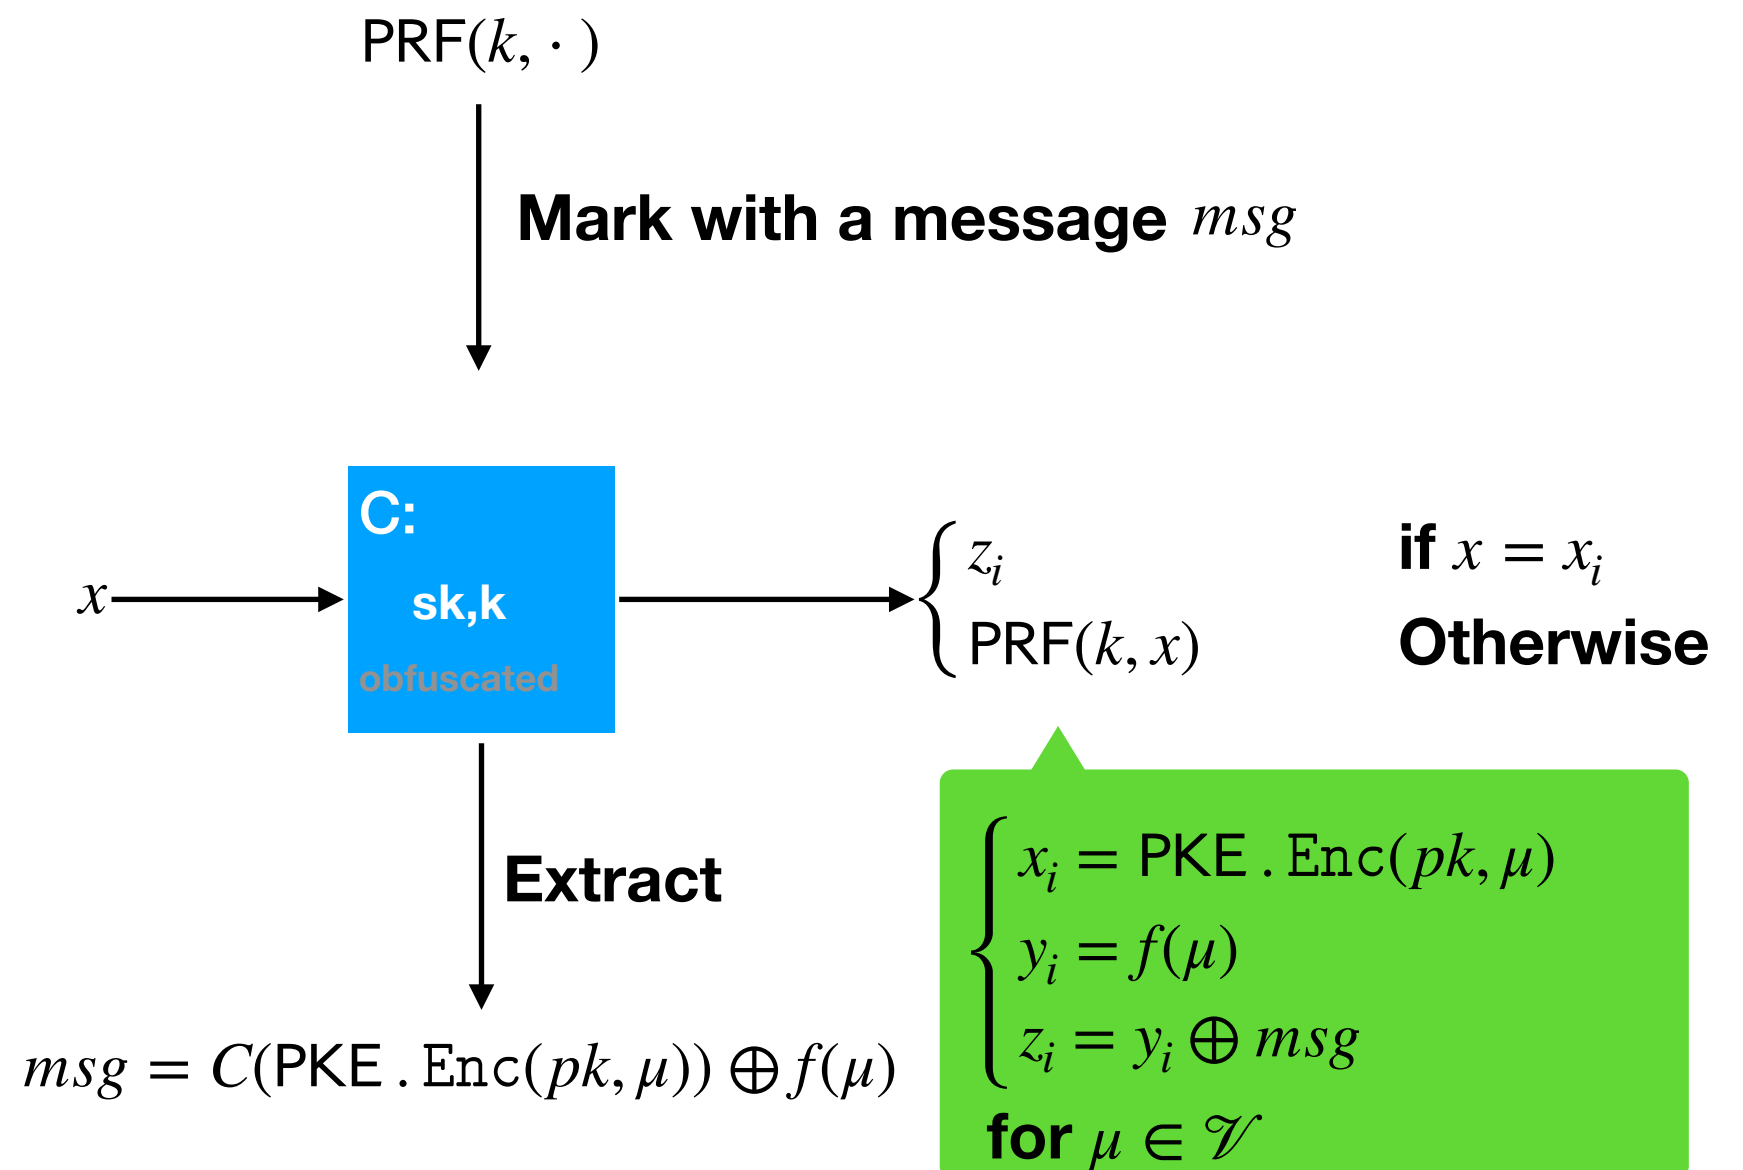 PRF(k, · )
Mark with a message msg
C:
sk,k
obfuscated
x
z_i
if x = x_i
PRF(k, x)
Otherwise
Extract
msg = C(PKE . Enc(pk, μ)) ⊕ f(μ)
x_i = PKE . Enc(pk, μ)
y_i = f(μ)
z_i = y_i ⊕ msg
for μ ∈ 𝒱